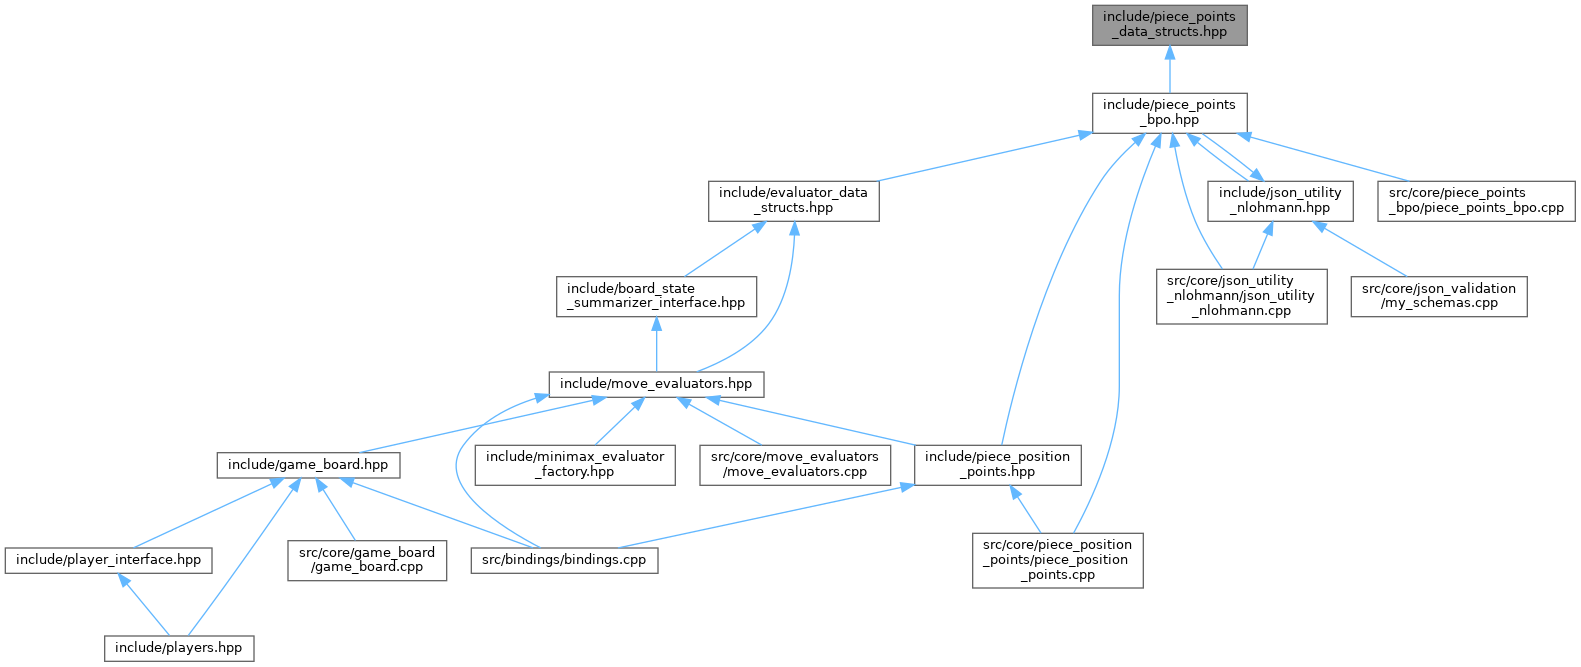 include/piece_points
_data_structs.hpp
include/piece_points
_bpo.hpp
include/evaluator_data
_structs.hpp
include/json_utility
_nlohmann.hpp
src/core/piece_points
_bpo/piece_points_bpo.cpp
include/board_state
_summarizer_interface.hpp
src/core/json_utility
_nlohmann/json_utility
_nlohmann.cpp
src/core/json_validation
/my_schemas.cpp
include/move_evaluators.hpp
include/game_board.hpp
include/minimax_evaluator
_factory.hpp
src/core/move_evaluators
/move_evaluators.cpp
include/piece_position
_points.hpp
include/player_interface.hpp
src/core/game_board
/game_board.cpp
src/bindings/bindings.cpp
src/core/piece_position
_points/piece_position
_points.cpp
include/players.hpp